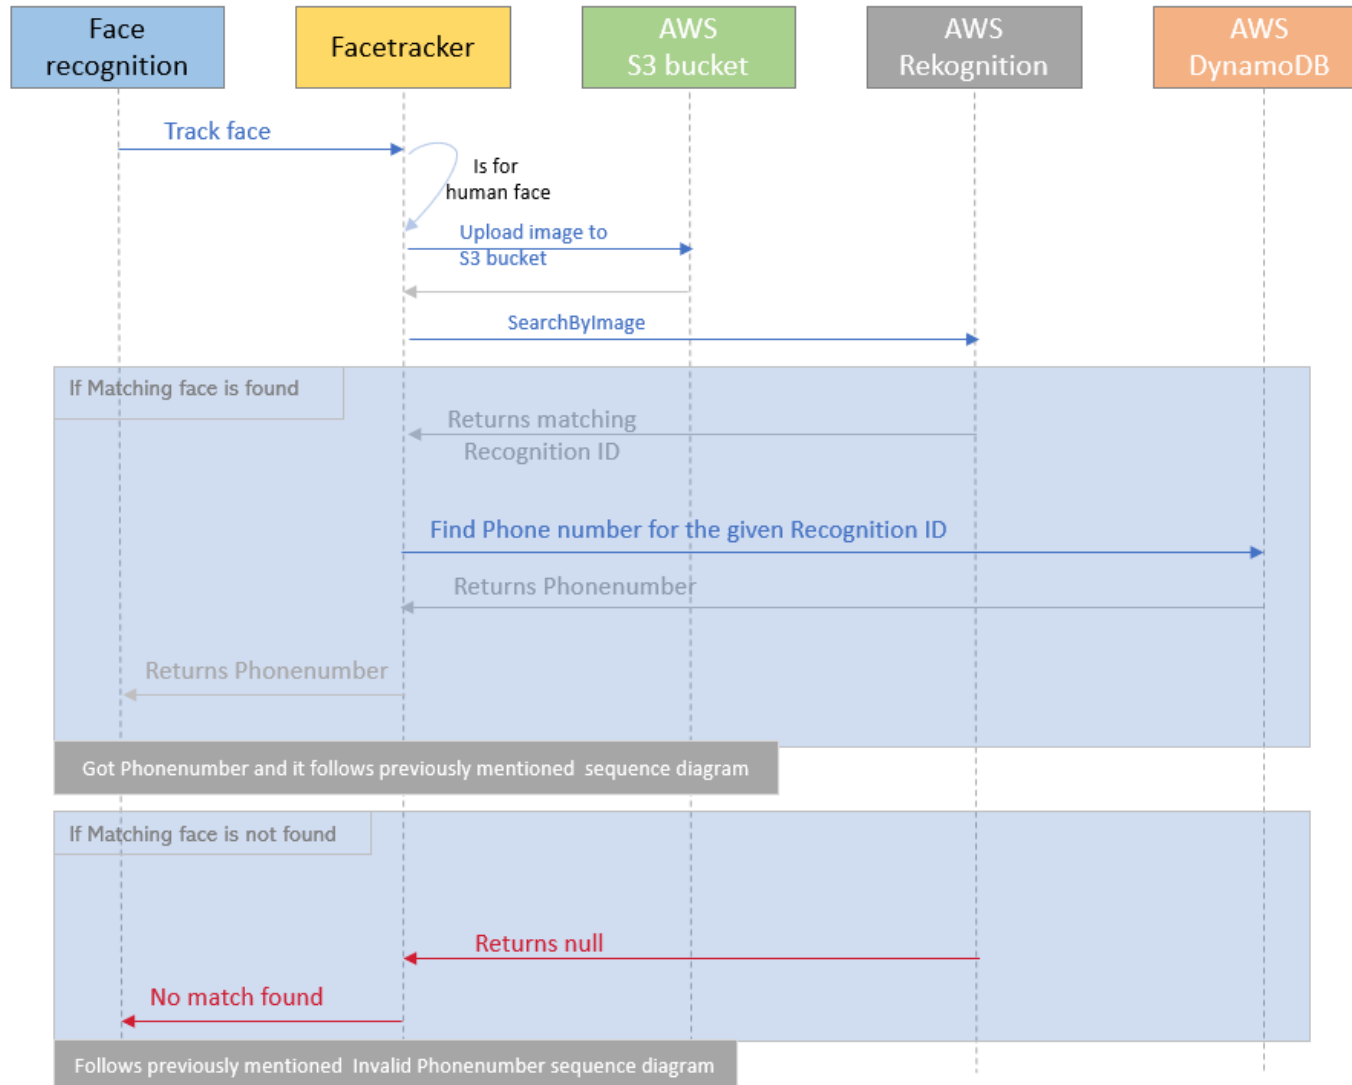 Face
recognition
Facetracker
AWS
S3 bucket
AWS
Rekognition
AWS
DynamoDB
Track face
Is for
human face
Upload image to
S3 bucket
SearchByImage
If Matching face is found
Returns matching
Recognition ID
Find Phone number for the given Recognition ID
Returns Phonenumber
Returns Phonenumber
Got Phonenumber and it follows previously mentioned sequence diagram
If Matching face is not found
Returns null
No match found
Follows previously mentioned Invalid Phonenumber sequence diagram